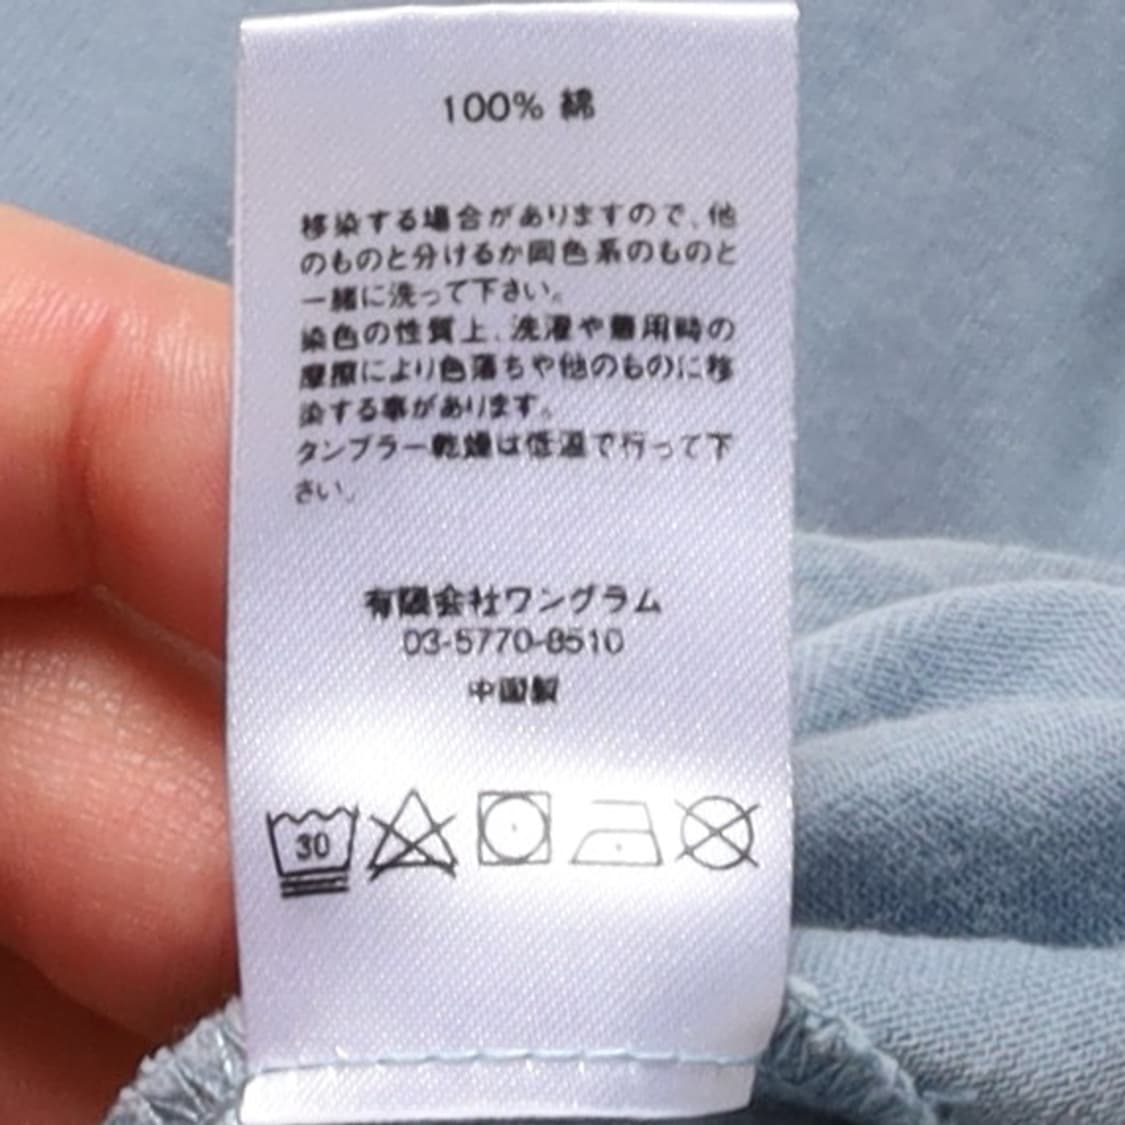 100% 綿
移染する場合がありますので、他
のものと分けるか同色系のものと
一緒に洗って下さい。
染色の性質上、洗濯や着用時の
摩擦により色落ちや他のものに移
染する事があります。
タンブラー乾燥は低温で行って下
さい。
有限会社ワングラム
03-5770-8510
中国製
30